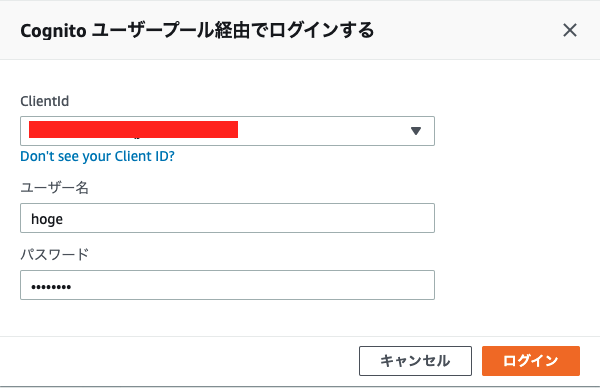 Cognito ユーザープール経由でログインする
ClientId
Don't see your Client ID?
ユーザー名
hoge
パスワード
••••••••
キャンセル
ログイン